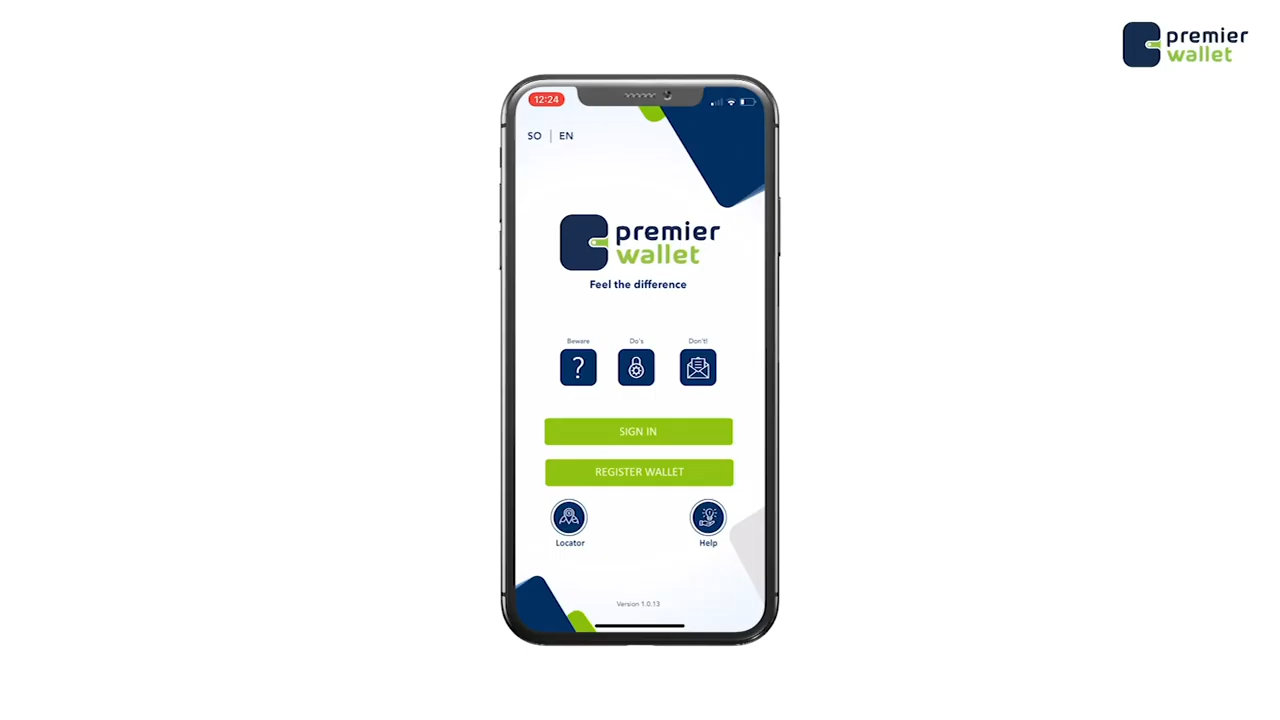 premier
wallet
12:24
SO | EN
premier
wallet
Feel the difference
Beware
Do's
Don't!
?
SIGN IN
REGISTER WALLET
Locator
Help
Version 1.0.13